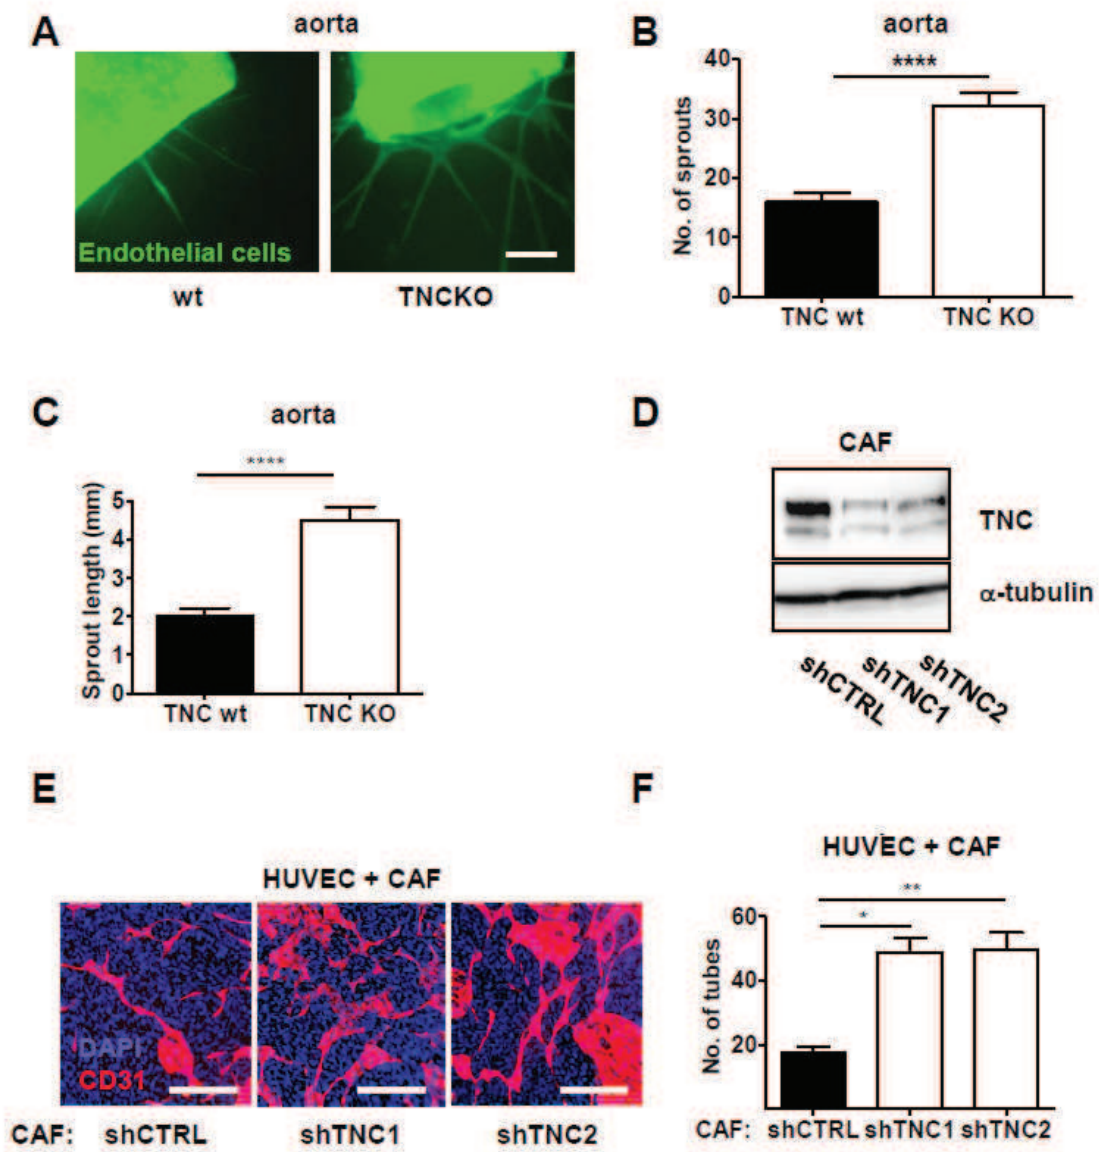 A
aorta
Endothelial cells
wt
TNCKO
B
aorta
****
No. of sprouts
40
30
20
10
0
TNC wt
TNC KO
C
aorta
****
Sprout length (mm)
5
4
3
2
1
0
TNC wt
TNC KO
D
CAF
TNC
α-tubulin
shCTRL
shTNC1
shTNC2
E
HUVEC + CAF
DAPI
CD31
CAF: shCTRL shTNC1 shTNC2
F
HUVEC + CAF
**
*
No. of tubes
60
40
20
CAF: shCTRL shTNC1 shTNC2